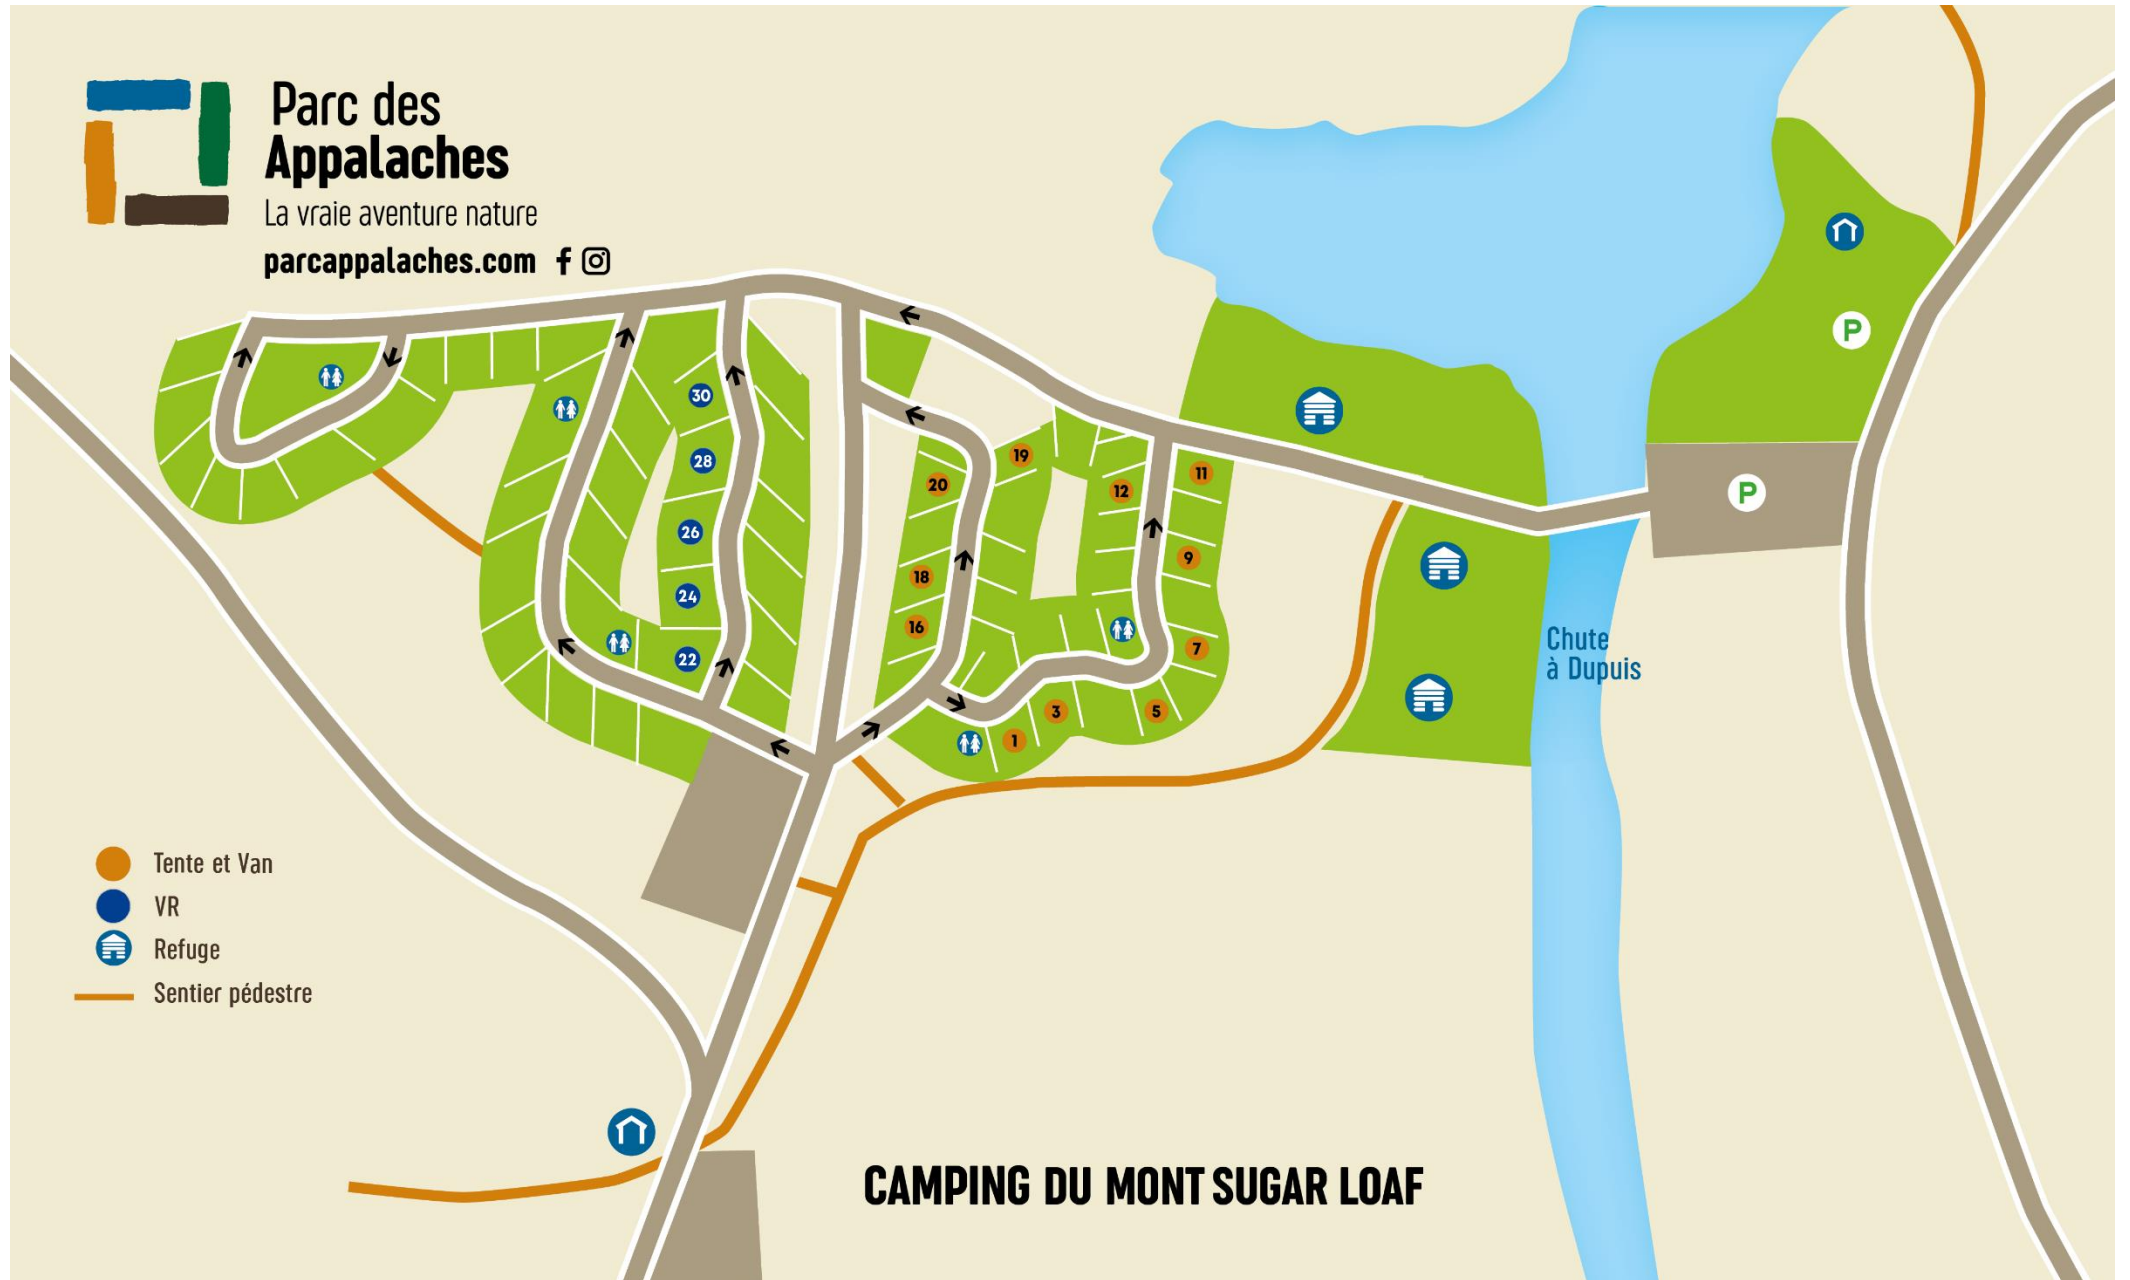 Parc des
Appalaches
La vraie aventure nature
parcappalaches.com
P
P
30
28
26
24
22
20
19
18
16
12
11
9
7
5
3
1
Chute
à Dupuis
Tente et Van
VR
Refuge
Sentier pédestre
CAMPING DU MONT SUGAR LOAF